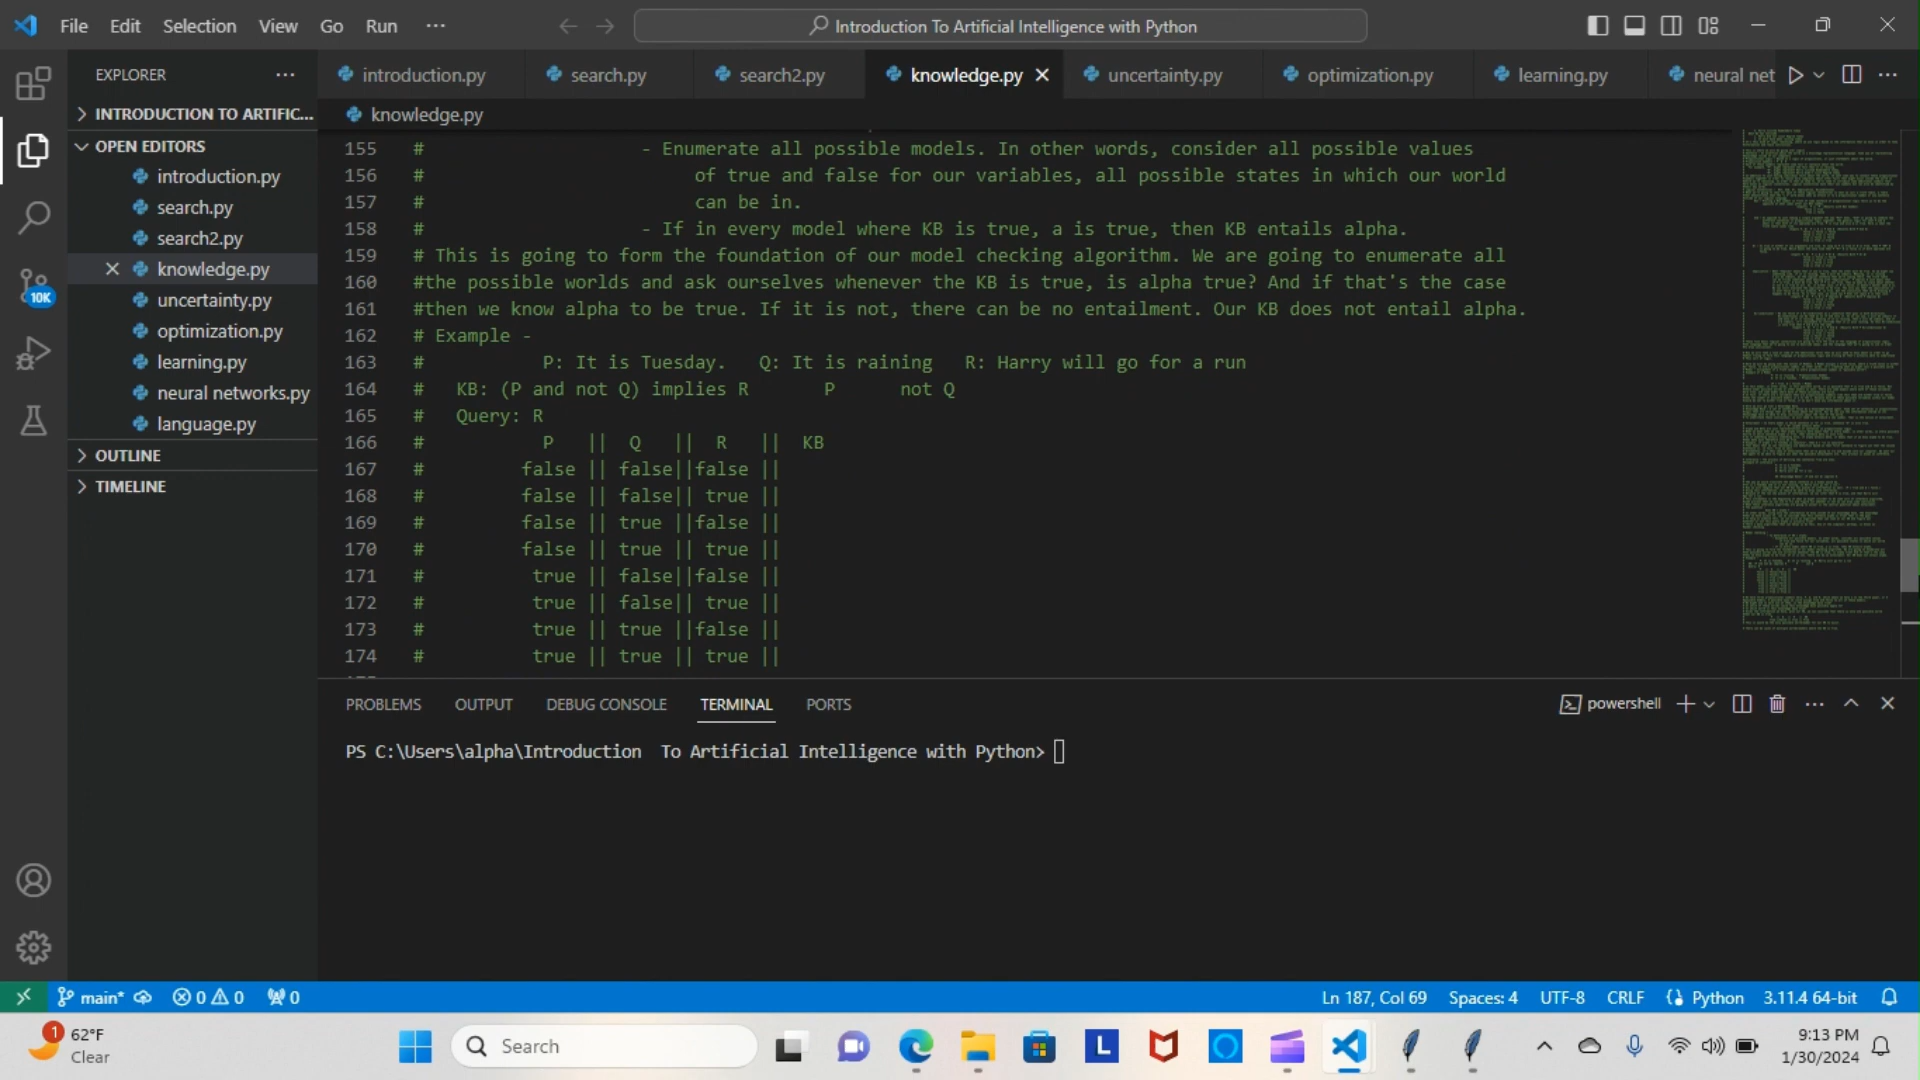 File Edit Selection View Go Run ···
Introduction To Artificial Intelligence with Python
EXPLORER ···
INTRODUCTION TO ARTIFIC...
OPEN EDITORS
introduction.py
search.py
search2.py
knowledge.py
uncertainty.py
optimization.py
learning.py
neural networks.py
language.py
OUTLINE
TIMELINE
10K
introduction.py search.py search2.py knowledge.py uncertainty.py optimization.py learning.py neural net
knowledge.py
155 # - Enumerate all possible models. In other words, consider all possible values
156 # of true and false for our variables, all possible states in which our world
157 # can be in.
158 # - If in every model where KB is true, a is true, then KB entails alpha.
159 # This is going to form the foundation of our model checking algorithm. We are going to enumerate all
160 #the possible worlds and ask ourselves whenever the KB is true, is alpha true? And if that's the case
161 #then we know alpha to be true. If it is not, there can be no entailment. Our KB does not entail alpha.
162 # Example -
163 # P: It is Tuesday. Q: It is raining R: Harry will go for a run
164 # KB: (P and not Q) implies R P not Q
165 # Query: R
166 # P || Q || R || KB
167 # false || false||false ||
168 # false || false|| true ||
169 # false || true ||false ||
170 # false || true || true ||
171 # true || false||false ||
172 # true || false|| true ||
173 # true || true ||false ||
174 # true || true || true ||
PROBLEMS OUTPUT DEBUG CONSOLE TERMINAL PORTS
powershell
PS C:\Users\alpha\Introduction  To Artificial Intelligence with Python>
main* 0 0 0
Ln 187, Col 69 Spaces: 4 UTF-8 CRLF Python 3.11.4 64-bit
1 62°F
Clear
Search
L
9:13 PM
1/30/2024